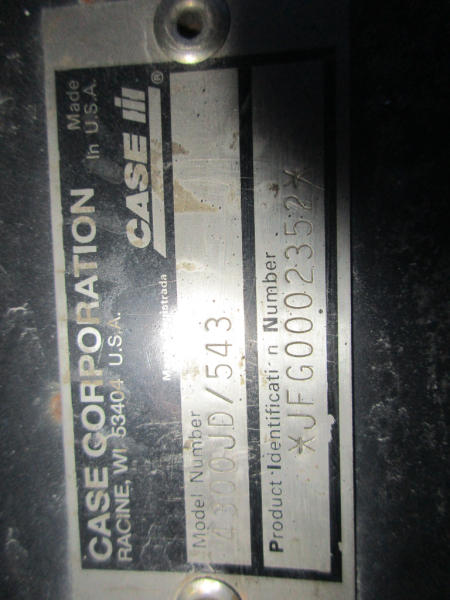 CASE CORPORATION
RACINE, WI 53404 U.S.A.
Made
In U.S.A.
CASE IH ®
Model Number
4300JD/543
Product Identification Number
*JFG0002352*